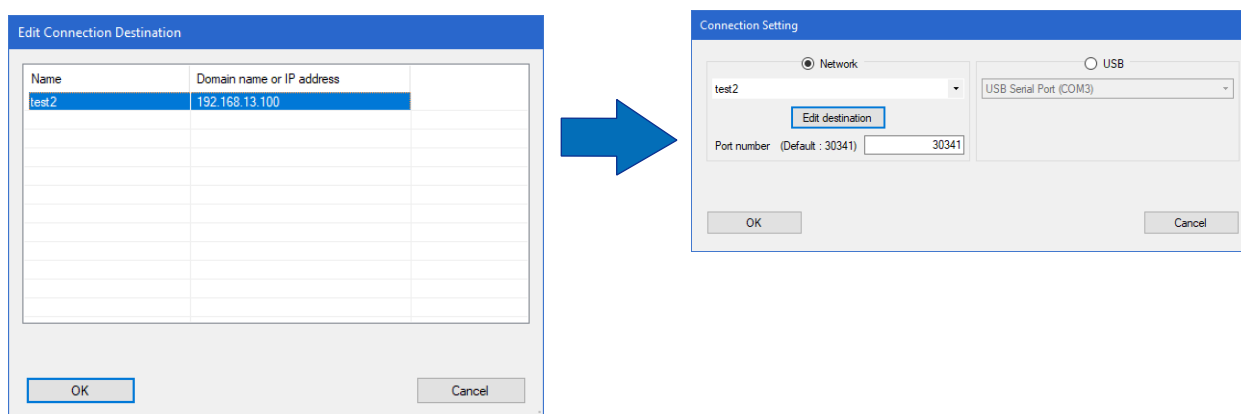 Edit Connection Destination
Name Domain name or IP address
test2 192.168.13.100
OK Cancel
Connection Setting
Network USB
test2 USB Serial Port (COM3)
Edit destination
Port number (Default : 30341) 30341
OK Cancel